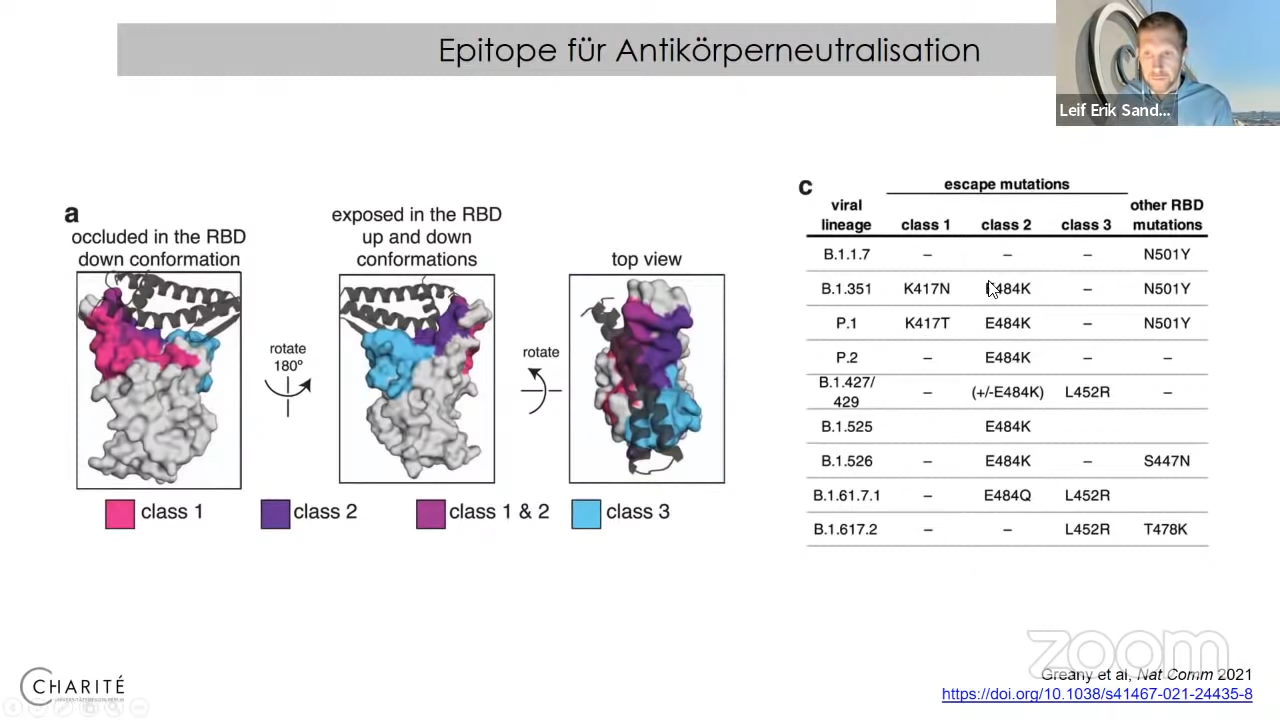 Epitope für Antikörperneutralisation
Leif Erik Sand...
a
occluded in the RBD
down conformation
exposed in the RBD
up and down
conformations
top view
rotate
180º
rotate
class 1
class 2
class 1 & 2
class 3
c
escape mutations
viral
lineage
class 1
class 2
class 3
other RBD
mutations
B.1.1.7 – – – N501Y
B.1.351 K417N E484K – N501Y
P.1 K417T E484K – N501Y
P.2 – E484K – –
B.1.427/
429
– (+/-E484K) L452R –
B.1.525 E484K
B.1.526 – E484K – S447N
B.1.61.7.1 – E484Q L452R
B.1.617.2 – – L452R T478K
zoom
Greany et al, Nat Comm 2021
https://doi.org/10.1038/s41467-021-24435-8
CHARITÉ
UNIVERSITÄTSMEDIZIN BERLIN